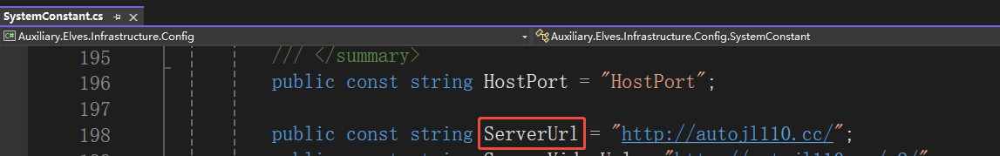 SystemConstant.cs
Auxiliary.Elves.Infrastructure.Config
Auxiliary.Elves.Infrastructure.Config.SystemConstant
195 /// </summary>
196 public const string HostPort = "HostPort";
197
198 public const string ServerUrl = "http://autojl110.cc/";